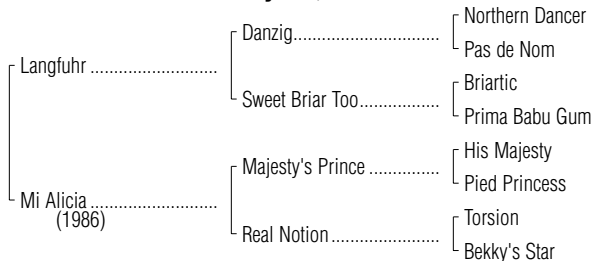 Northern Dancer
Danzig..................................
Pas de Nom
Langfuhr .............................
Briartic
Sweet Briar Too...................
Prima Babu Gum
His Majesty
Majesty's Prince ................
Pied Princess
Mi Alicia .............................
(1986)
Torsion
Real Notion.........................
Bekky's Star